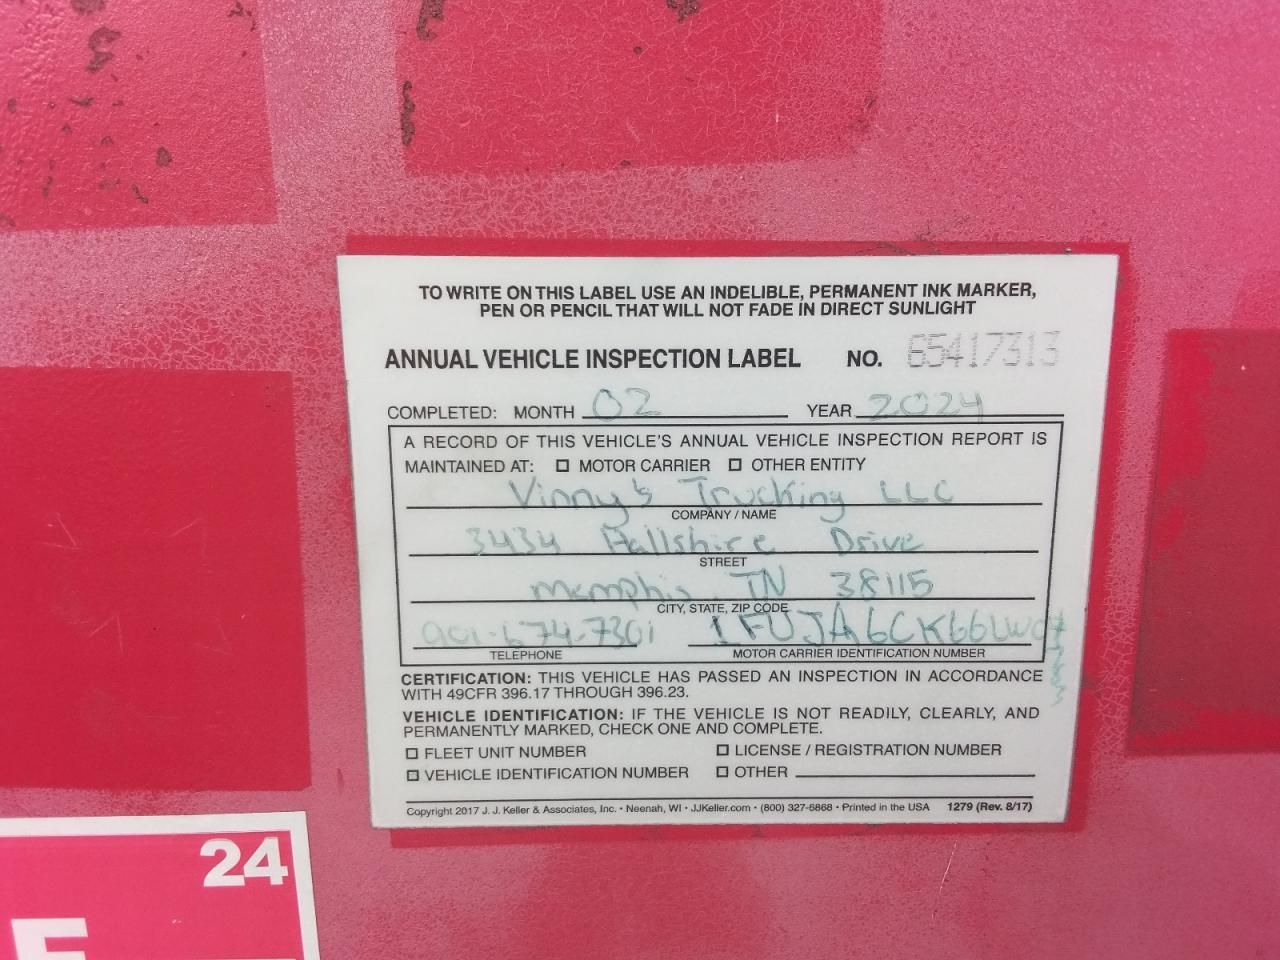 TO WRITE ON THIS LABEL USE AN INDELIBLE, PERMANENT INK MARKER,
PEN OR PENCIL THAT WILL NOT FADE IN DIRECT SUNLIGHT
ANNUAL VEHICLE INSPECTION LABEL NO. 65417313
COMPLETED: MONTH 02 YEAR 2024
A RECORD OF THIS VEHICLE'S ANNUAL VEHICLE INSPECTION REPORT IS
MAINTAINED AT: ☐ MOTOR CARRIER ☐ OTHER ENTITY
Vinny's Trucking LLC
COMPANY / NAME
3434 Drive
STREET
Memphis, TN 38115
CITY, STATE, ZIP CODE
901-674-7301 1FUJA6CK66LW
TELEPHONE MOTOR CARRIER IDENTIFICATION NUMBER
CERTIFICATION: THIS VEHICLE HAS PASSED AN INSPECTION IN ACCORDANCE
WITH 49CFR 396.17 THROUGH 396.23.
VEHICLE IDENTIFICATION: IF THE VEHICLE IS NOT READILY, CLEARLY, AND
PERMANENTLY MARKED, CHECK ONE AND COMPLETE.
☐ FLEET UNIT NUMBER ☐ LICENSE / REGISTRATION NUMBER
☐ VEHICLE IDENTIFICATION NUMBER ☐ OTHER
Copyright 2017 J. J. Keller & Associates, Inc. • Neenah, WI • JJKeller.com • (800) 327-6868 • Printed in the USA 1279 (Rev. 8/17)
24
E